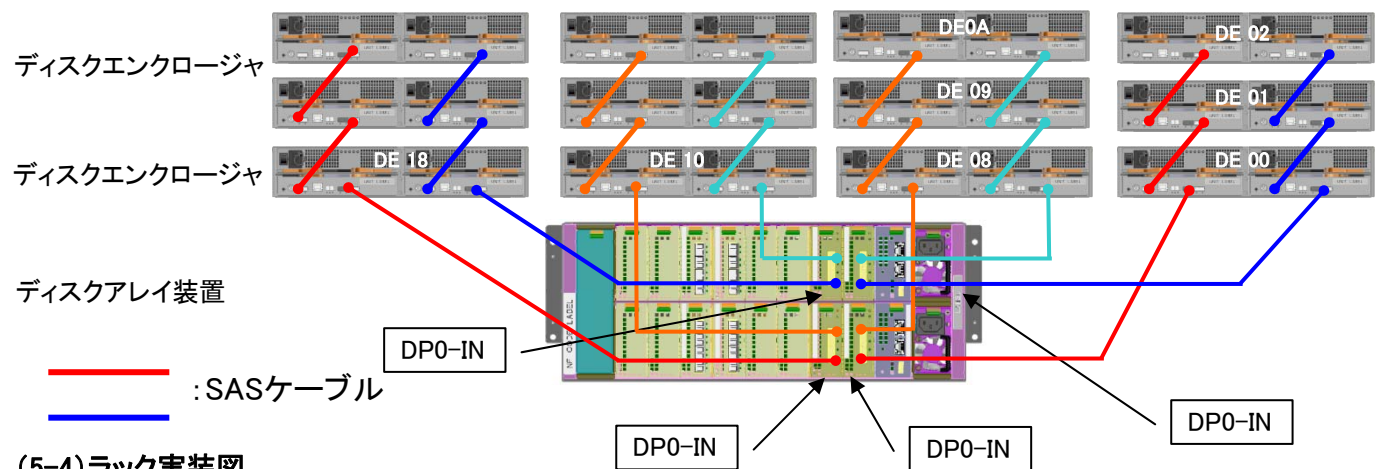 DE0A
DE 02
ディスクエンクロージャ
DE 09
DE 01
ディスクエンクロージャ
DE 18
DE 10
DE 08
DE 00
ディスクアレイ装置
NF CODE LABEL
DP0-IN
:SASケーブル
DP0-IN
DP0-IN
DP0-IN
(5-4)ラック実装図